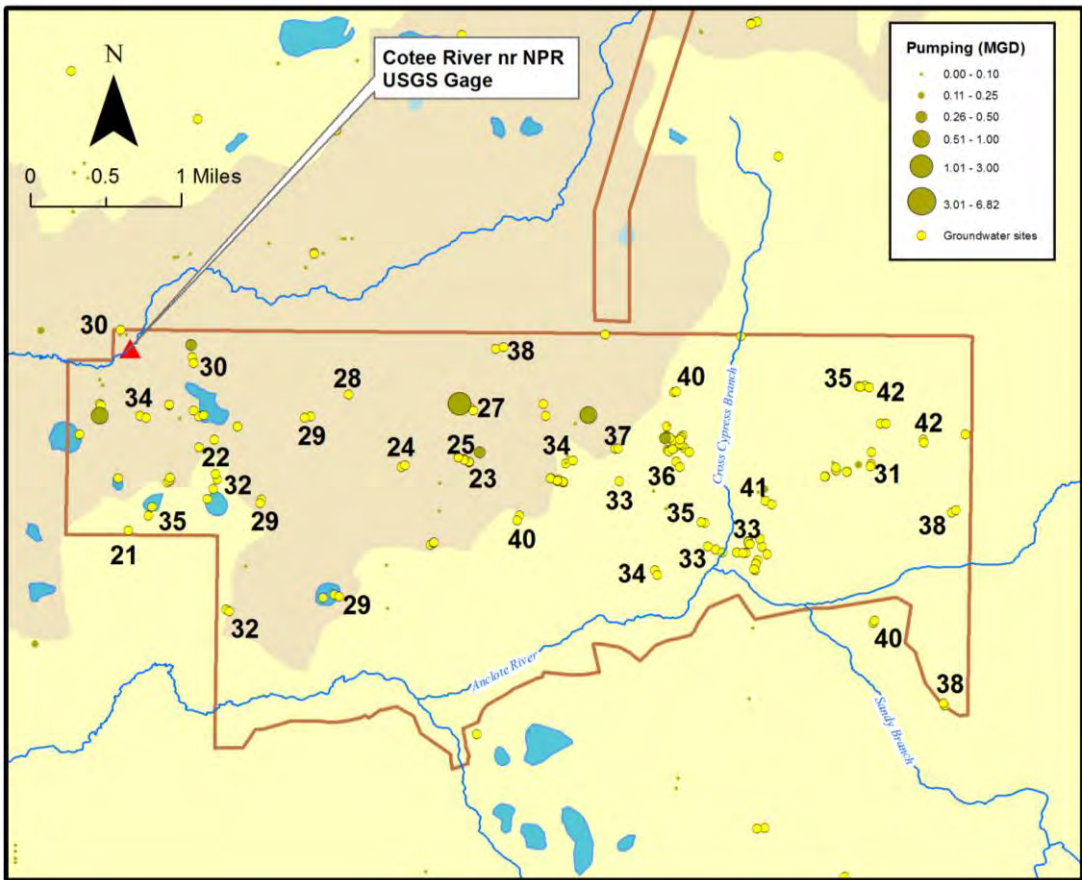 Cotee River nr NPR
USGS Gage
N
0 0.5 1 Miles
Pumping (MGD)
0.00 - 0.10
0.11 - 0.25
0.26 - 0.50
0.51 - 1.00
1.01 - 3.00
3.01 - 6.82
Groundwater sites
30
30
38
28
40
35
42
34
27
29
42
37
22
24
25
34
36
31
32
23
33
29
41
35
35
38
21
40
33
33
34
29
32
40
38
Cross Cypress Branch
Anclote River
Sandy Branch